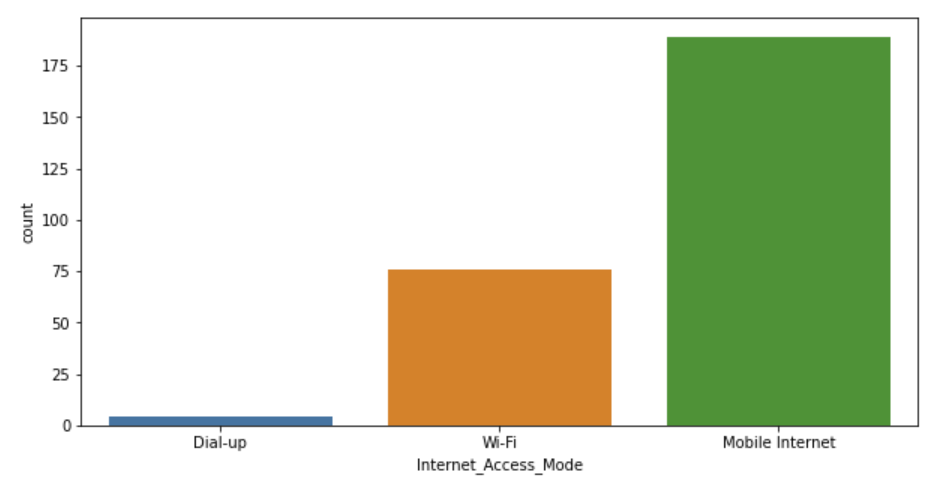 175
150
125
100
75
50
25
0
count
Dial-up
Wi-Fi
Mobile Internet
Internet_Access_Mode